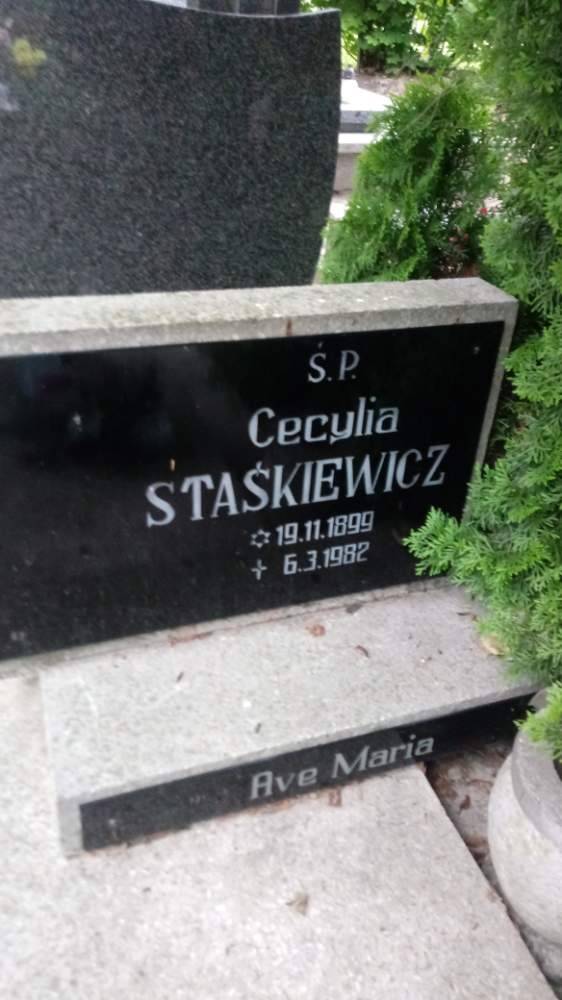 Ś.P.
Cecylia
STAŚKIEWICZ
✡ 19.11.1899
✝ 6.3.1982
Ave Maria